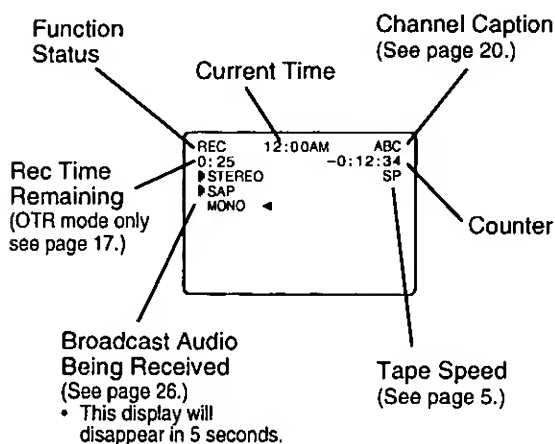 Function
Status
Current Time
Channel Caption
(See page 20.)
REC 12:00AM ABC
0:25 -0:12:34
▶STEREO SP
▶SAP
MONO ◀
Rec Time
Remaining
(OTR mode only
see page 17.)
Counter
Broadcast Audio
Being Received
(See page 26.)
• This display will
disappear in 5 seconds.
Tape Speed
(See page 5.)